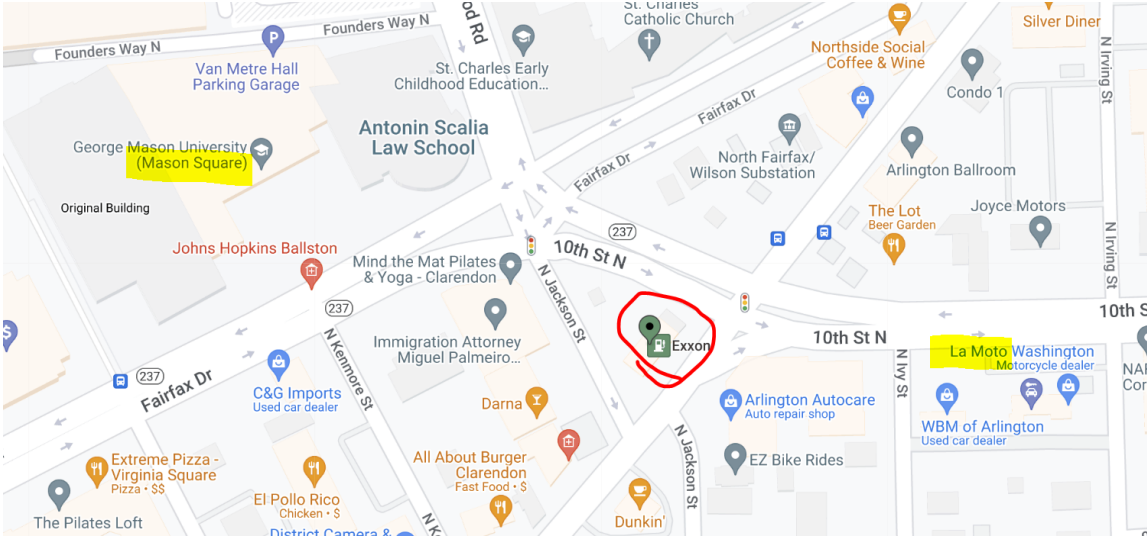 Founders Way N
Founders Way N
Van Metre Hall
Parking Garage
od Rd
St. Charles Early
Childhood Education...
St. Charles
Catholic Church
Northside Social
Coffee & Wine
Silver Diner
Condo 1
N Irving St
George Mason University
(Mason Square)
Antonin Scalia
Law School
Fairfax Dr
Fairfax Dr
North Fairfax/
Wilson Substation
Arlington Ballroom
Original Building
The Lot
Beer Garden
Joyce Motors
Johns Hopkins Ballston
Mind the Mat Pilates
& Yoga - Clarendon
237
10th St N
N Irving St
237
N Jackson St
Immigration Attorney
Miguel Palmeiro...
Exxon
10th St N
10th S
La Moto Washington
Motorcycle dealer
237
Fairfax Dr
N Kenmore St
C&G Imports
Used car dealer
Darna
Arlington Autocare
Auto repair shop
N Ivy St
WBM of Arlington
Used car dealer
NAF
Cor
Extreme Pizza -
Virginia Square
Pizza • $$
El Pollo Rico
Chicken • $
All About Burger
Clarendon
Fast Food • $
N Jackson St
EZ Bike Rides
The Pilates Loft
District Camera &
N Ke
Dunkin'